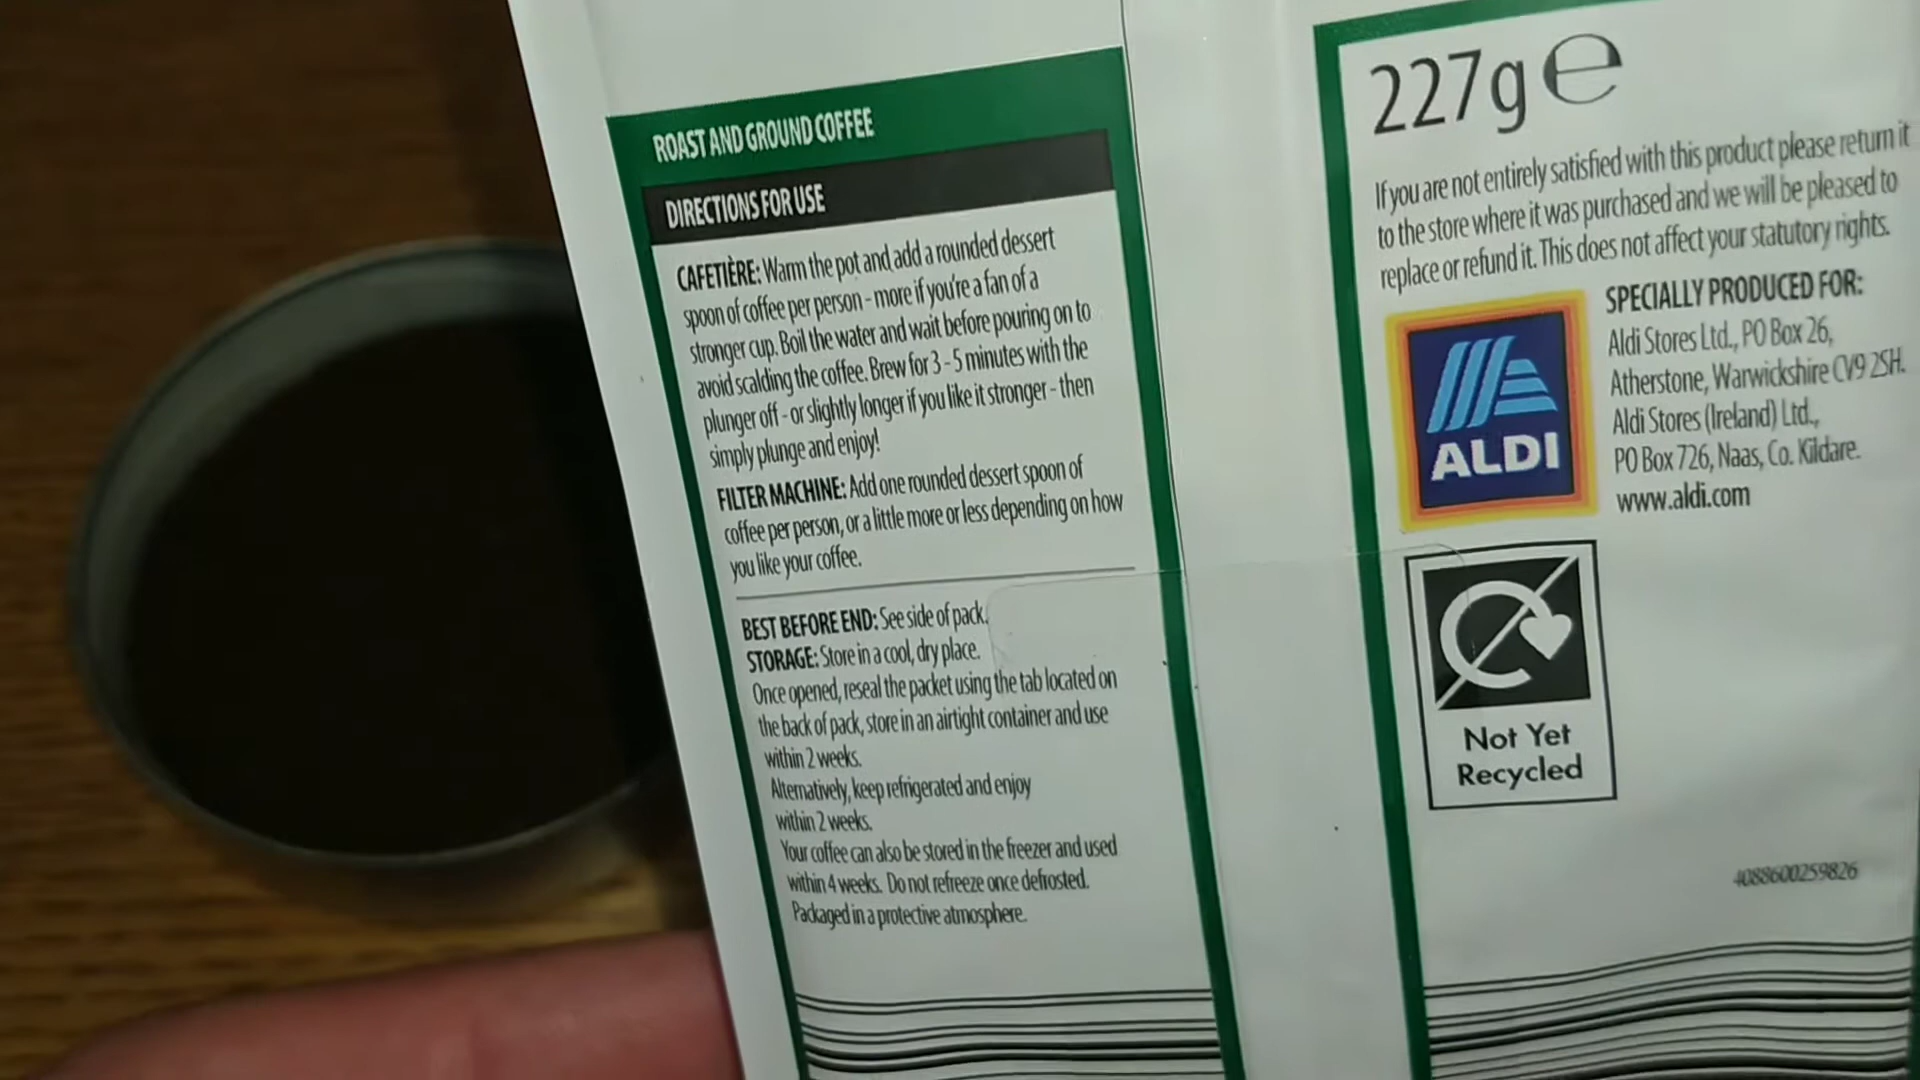 ROAST AND GROUND COFFEE
DIRECTIONS FOR USE
CAFETIÈRE: Warm the pot and add a rounded dessert
spoon of coffee per person - more if you're a fan of a
stronger cup. Boil the water and wait before pouring on to
avoid scalding the coffee. Brew for 3 - 5 minutes with the
plunger off - or slightly longer if you like it stronger - then
simply plunge and enjoy!
FILTER MACHINE: Add one rounded dessert spoon of
coffee per person, or a little more or less depending on how
you like your coffee.
BEST BEFORE END: See side of pack.
STORAGE: Store in a cool, dry place.
Once opened, reseal the packet using the tab located on
the back of pack, store in an airtight container and use
within 2 weeks.
Alternatively, keep refrigerated and enjoy
within 2 weeks.
Your coffee can also be stored in the freezer and used
within 4 weeks. Do not refreeze once defrosted.
Packaged in a protective atmosphere.
227g e
If you are not entirely satisfied with this product please return it
to the store where it was purchased and we will be pleased to
replace or refund it. This does not affect your statutory rights.
SPECIALLY PRODUCED FOR:
Aldi Stores Ltd., PO Box 26,
Atherstone, Warwickshire CV9 2SH.
Aldi Stores (Ireland) Ltd.,
PO Box 726, Naas, Co. Kildare.
www.aldi.com
ALDI
Not Yet
Recycled
4088600259826